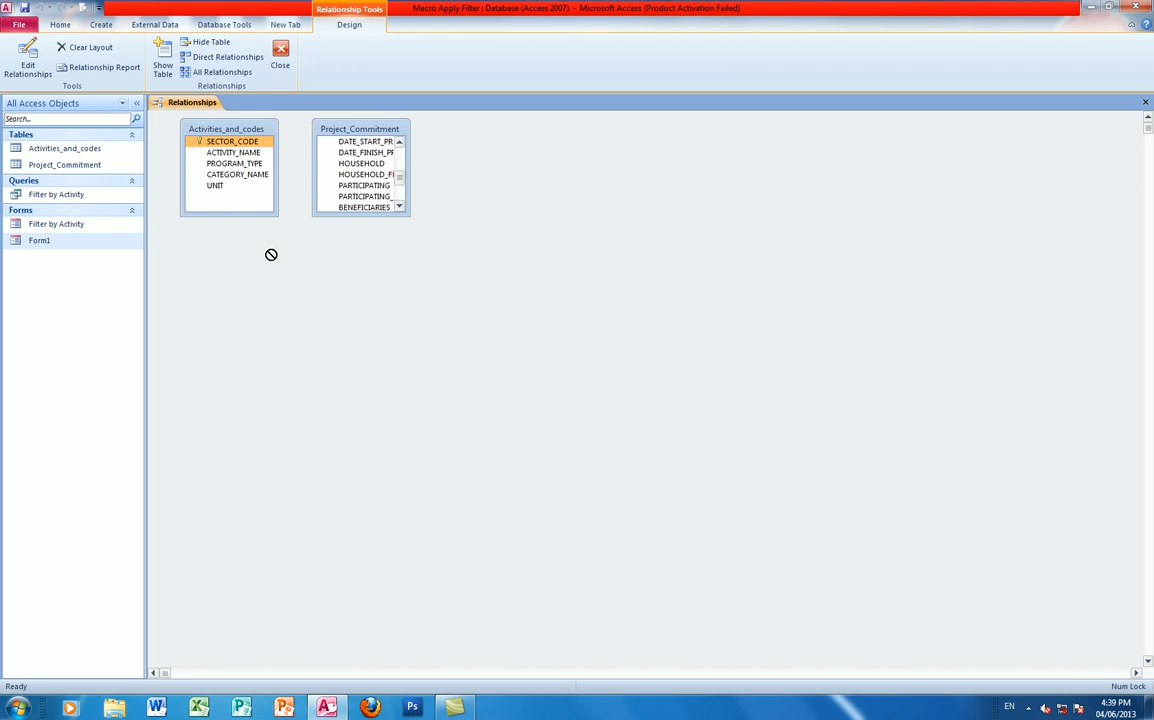 Relationship Tools
Macro Apply Filter : Database (Access 2007) - Microsoft Access (Product Activation Failed)
File Home Create External Data Database Tools New Tab Design
Edit Relationships
Clear Layout
Relationship Report
Tools
Show Table
Hide Table
Direct Relationships
All Relationships
Relationships
Close
All Access Objects
Search...
Tables
Activities_and_codes
Project_Commitment
Queries
Filter by Activity
Forms
Filter by Activity
Form1
Relationships
Activities_and_codes
SECTOR_CODE
ACTIVITY_NAME
PROGRAM_TYPE
CATEGORY_NAME
UNIT
Project_Commitment
DATE_START_PR
DATE_FINISH_PF
HOUSEHOLD
HOUSEHOLD_FI
PARTICIPATING
PARTICIPATING_
BENEFICIARIES
Ready
Num Lock
EN
4:39 PM
04/06/2013